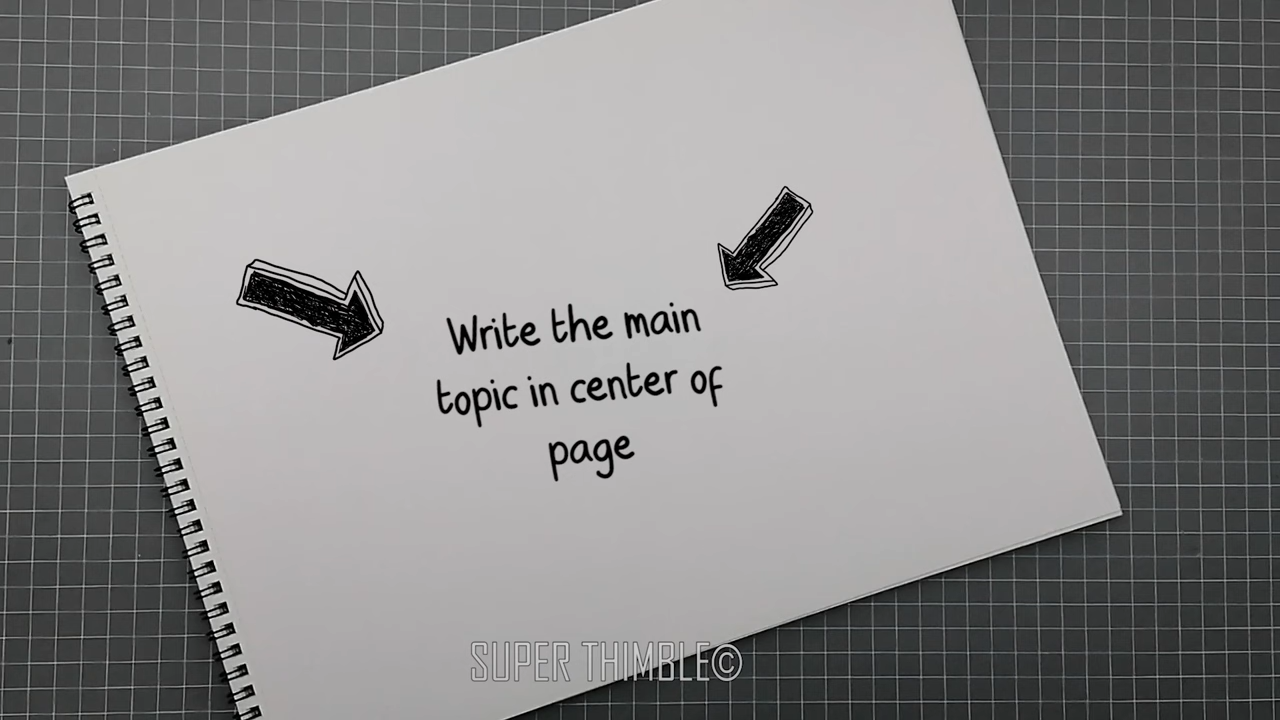 Write the main
topic in center of
page
SUPER THIMBLE©